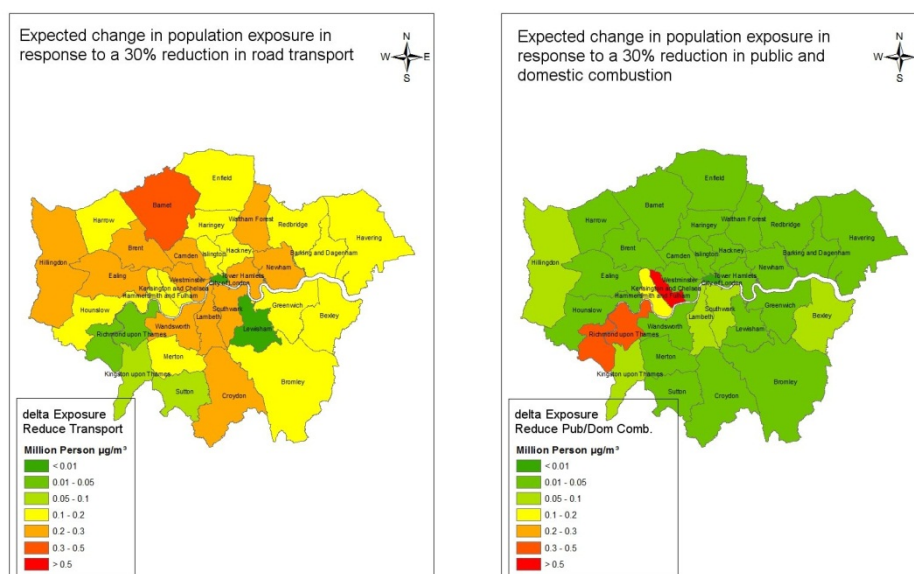 Expected change in population exposure in
response to a 30% reduction in road transport
N
W E
S
Enfield
Barnet
Harrow
Haringey
Waltham Forest
Redbridge
Havering
Hillingdon
Brent
Camden
Islington
Hackney
Barking and Dagenham
Ealing
Westminster
Tower Hamlets
City of London
Newham
Kensington and Chelsea
Hammersmith and Fulham
Hounslow
Southwark
Greenwich
Bexley
Richmond upon Thames
Wandsworth
Lambeth
Lewisham
Merton
Kingston upon Thames
Sutton
Croydon
Bromley
delta Exposure
Reduce Transport
Million Person µg/m³
< 0.01
0.01 - 0.05
0.05 - 0.1
0.1 - 0.2
0.2 - 0.3
0.3 - 0.5
> 0.5
Expected change in population exposure in
response to a 30% reduction in public and
domestic combustion
N
W E
S
Enfield
Barnet
Harrow
Haringey
Waltham Forest
Redbridge
Havering
Hillingdon
Brent
Camden
Islington
Hackney
Barking and Dagenham
Ealing
Westminster
Tower Hamlets
City of London
Newham
Kensington and Chelsea
Hammersmith and Fulham
Hounslow
Southwark
Greenwich
Bexley
Richmond upon Thames
Wandsworth
Lambeth
Lewisham
Merton
Kingston upon Thames
Sutton
Croydon
Bromley
delta Exposure
Reduce Pub/Dom Comb.
Million Person µg/m³
< 0.01
0.01 - 0.05
0.05 - 0.1
0.1 - 0.2
0.2 - 0.3
0.3 - 0.5
> 0.5